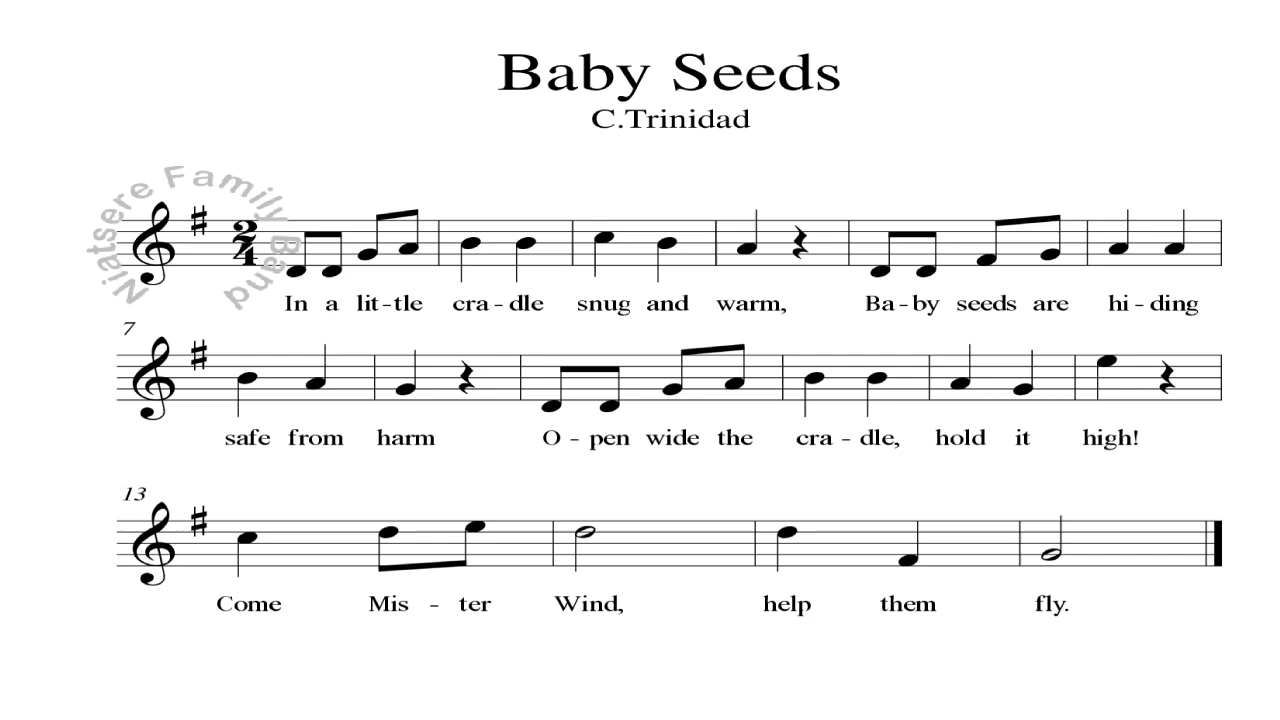 Baby Seeds
C.Trinidad
Niatsere Family Band
2
4
In a lit-tle cra-dle snug and warm, Ba-by seeds are hi-ding
7
safe from harm O-pen wide the cra-dle, hold it high!
13
Come Mis-ter Wind, help them fly.